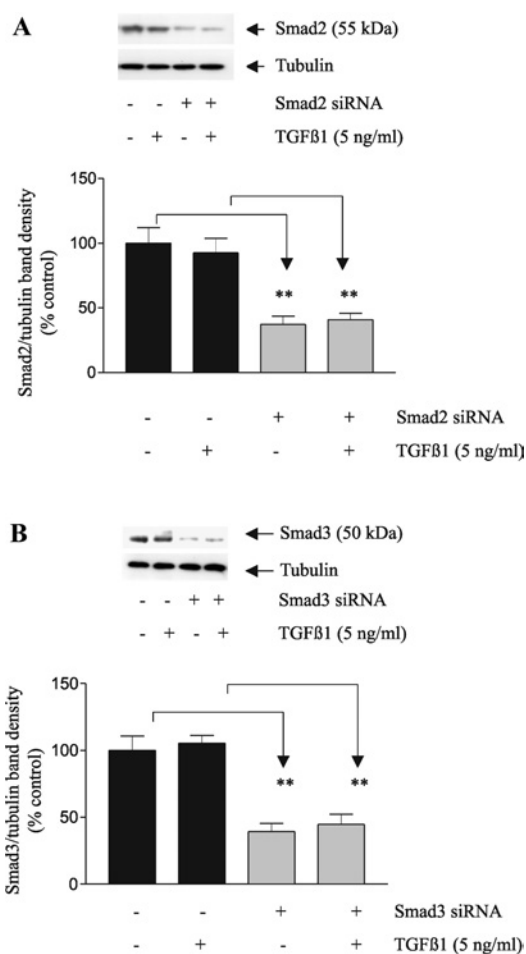 A
Smad2 (55 kDa)
Tubulin
- - + + Smad2 siRNA
- + - + TGFß1 (5 ng/ml)
Smad2/tubulin band density
(% control)
150
100
50
0
** **
- - + + Smad2 siRNA
- + - + TGFß1 (5 ng/ml)
B
Smad3 (50 kDa)
Tubulin
- - + + Smad3 siRNA
- + - + TGFß1 (5 ng/ml)
Smad3/tubulin band density
(% control)
150
100
50
0
** **
- - + + Smad3 siRNA
- + - + TGFß1 (5 ng/ml)